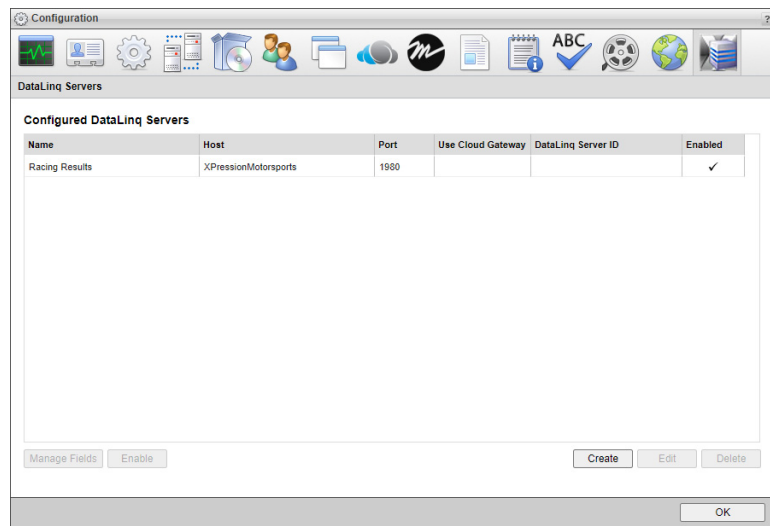 Configuration ?
ABC
DataLinq Servers
Configured DataLinq Servers
Name Host Port Use Cloud Gateway DataLinq Server ID Enabled
Racing Results XPressionMotorsports 1980 ✓
Manage Fields Enable Create Edit Delete
OK